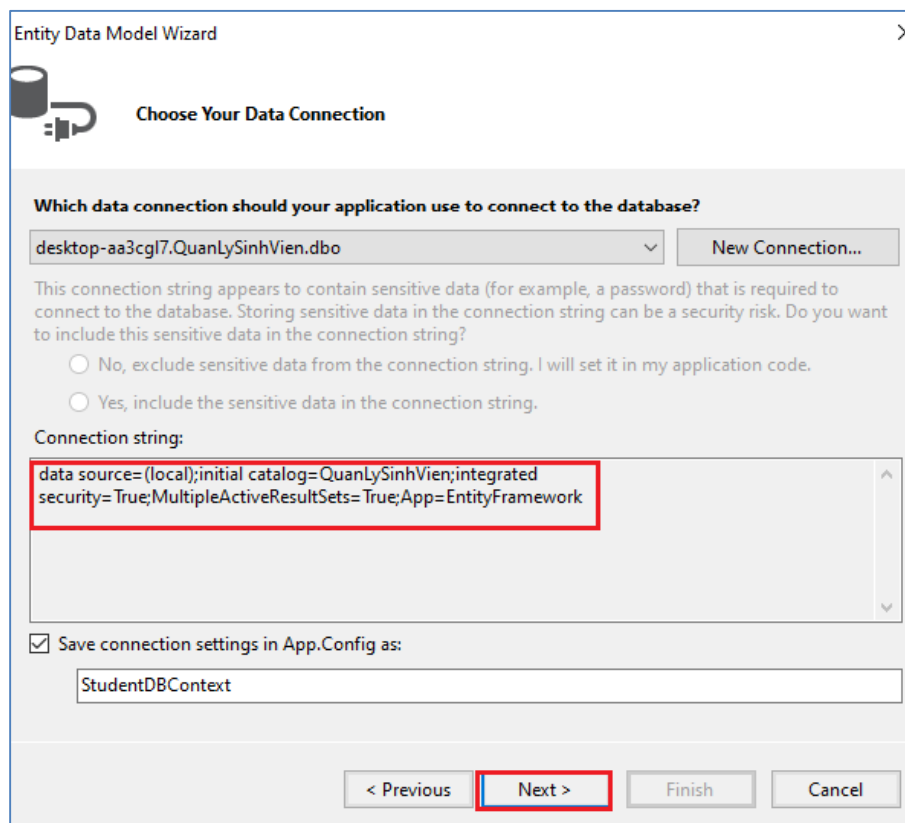 Entity Data Model Wizard
Choose Your Data Connection
Which data connection should your application use to connect to the database?
desktop-aa3cgl7.QuanLySinhVien.dbo
New Connection...
This connection string appears to contain sensitive data (for example, a password) that is required to
connect to the database. Storing sensitive data in the connection string can be a security risk. Do you want
to include this sensitive data in the connection string?
No, exclude sensitive data from the connection string. I will set it in my application code.
Yes, include the sensitive data in the connection string.
Connection string:
data source=(local);initial catalog=QuanLySinhVien;integrated
security=True;MultipleActiveResultSets=True;App=EntityFramework
Save connection settings in App.Config as:
StudentDBContext
< Previous
Next >
Finish
Cancel